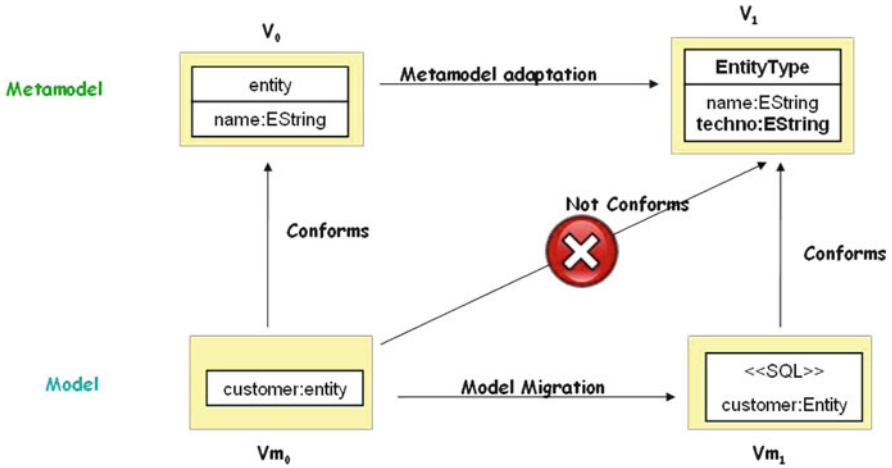 V₀
V₁
Metamodel
entity
name:EString
Metamodel adaptation
EntityType
name:EString
techno:EString
Conforms
Not Conforms
Conforms
Model
customer:entity
Model Migration
<<SQL>>
customer:Entity
Vm₀
Vm₁